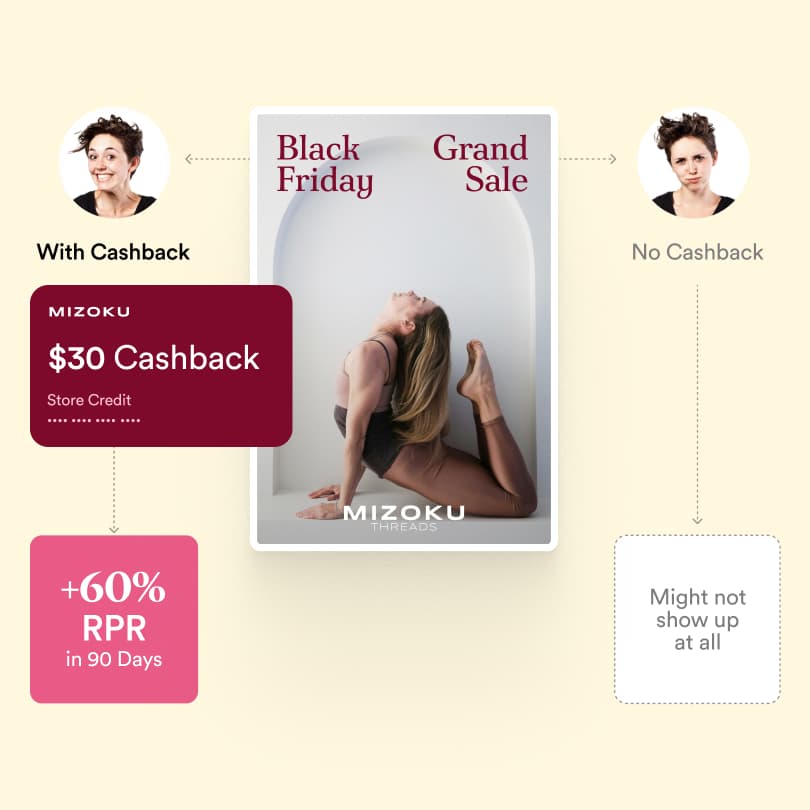 Black
Friday
Grand
Sale
With Cashback
No Cashback
MIZOKU
$30 Cashback
Store Credit
•••• •••• •••• ••••
MIZOKU
THREADS
+60%
RPR
in 90 Days
Might not
show up
at all